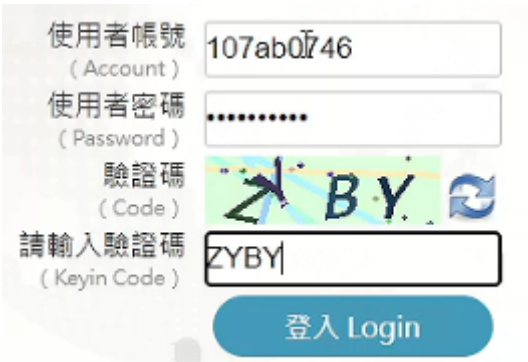 使用者帳號 107ab0746
(Account)
使用者密碼 ••••••••••
(Password)
驗證碼
(Code)
請輸入驗證碼 ZYBY
(Keyin Code)
登入 Login